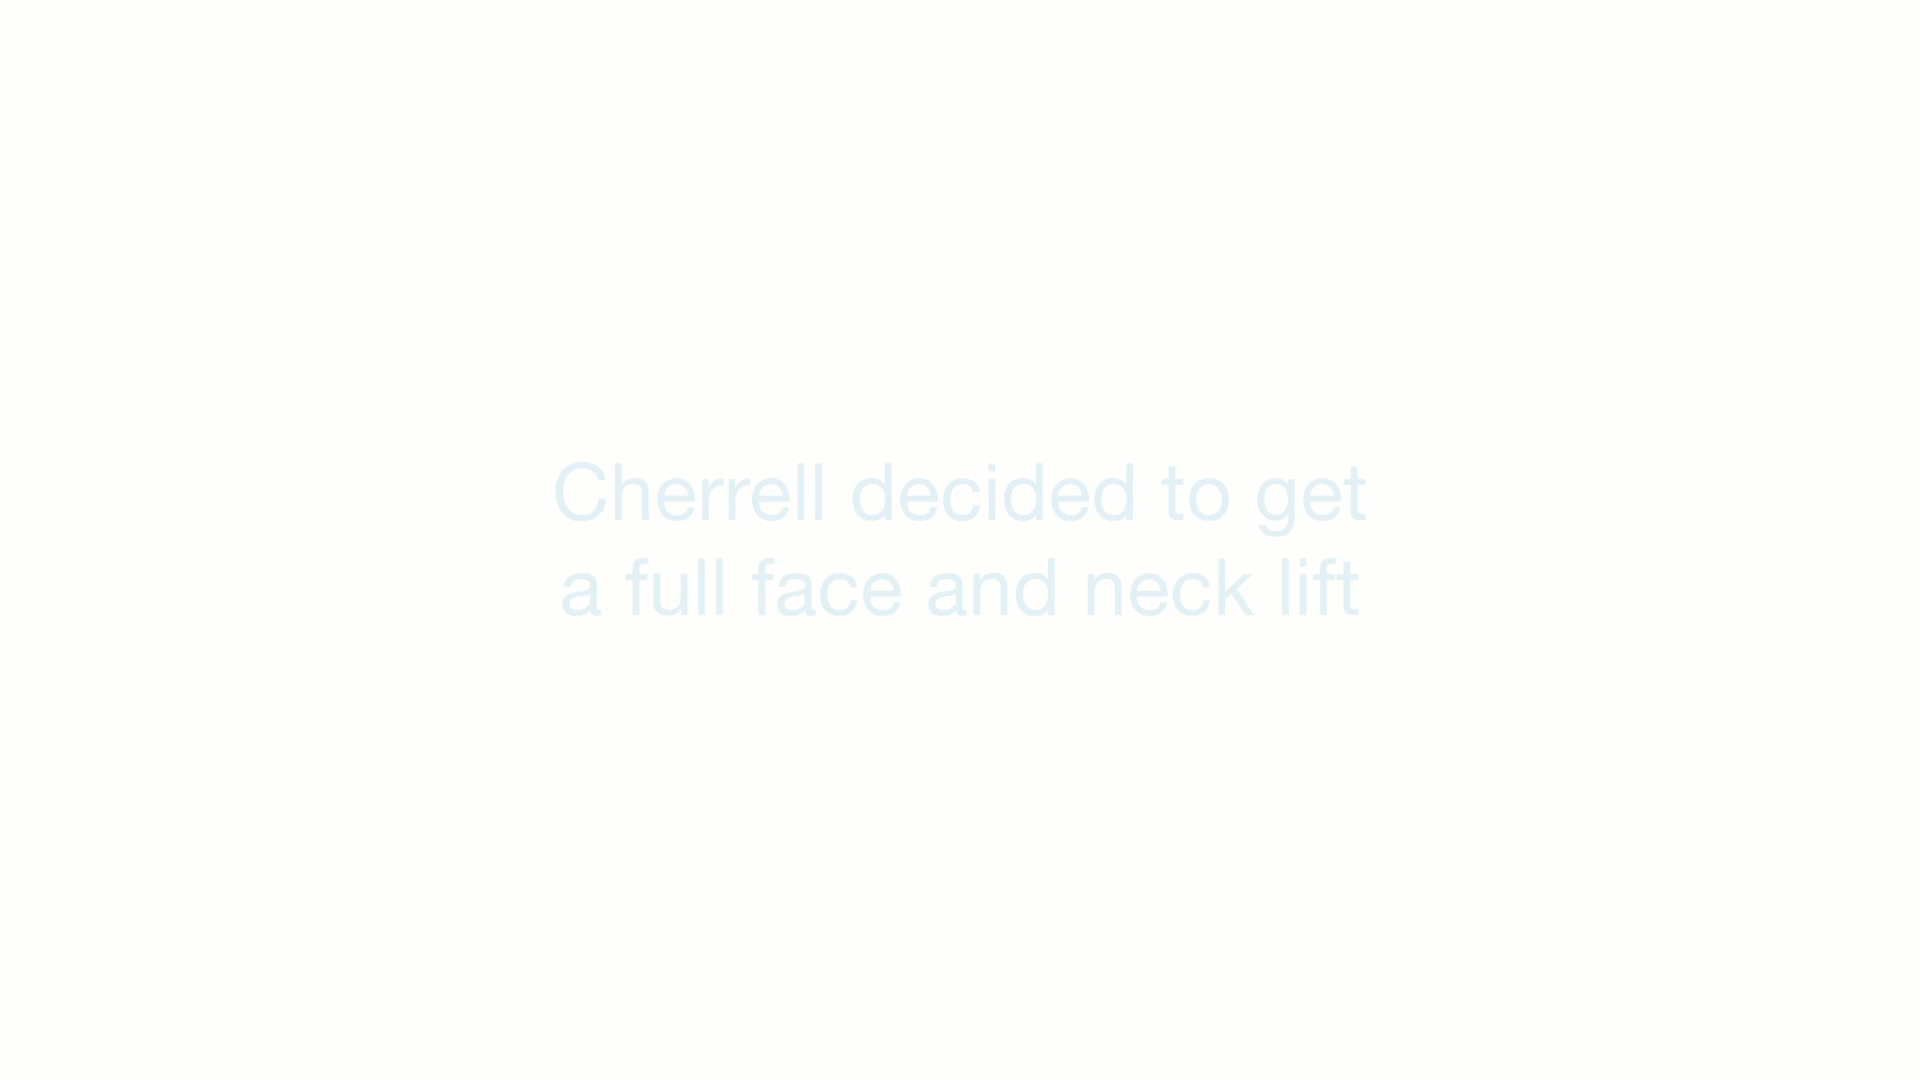 Cherrell decided to get
a full face and neck lift